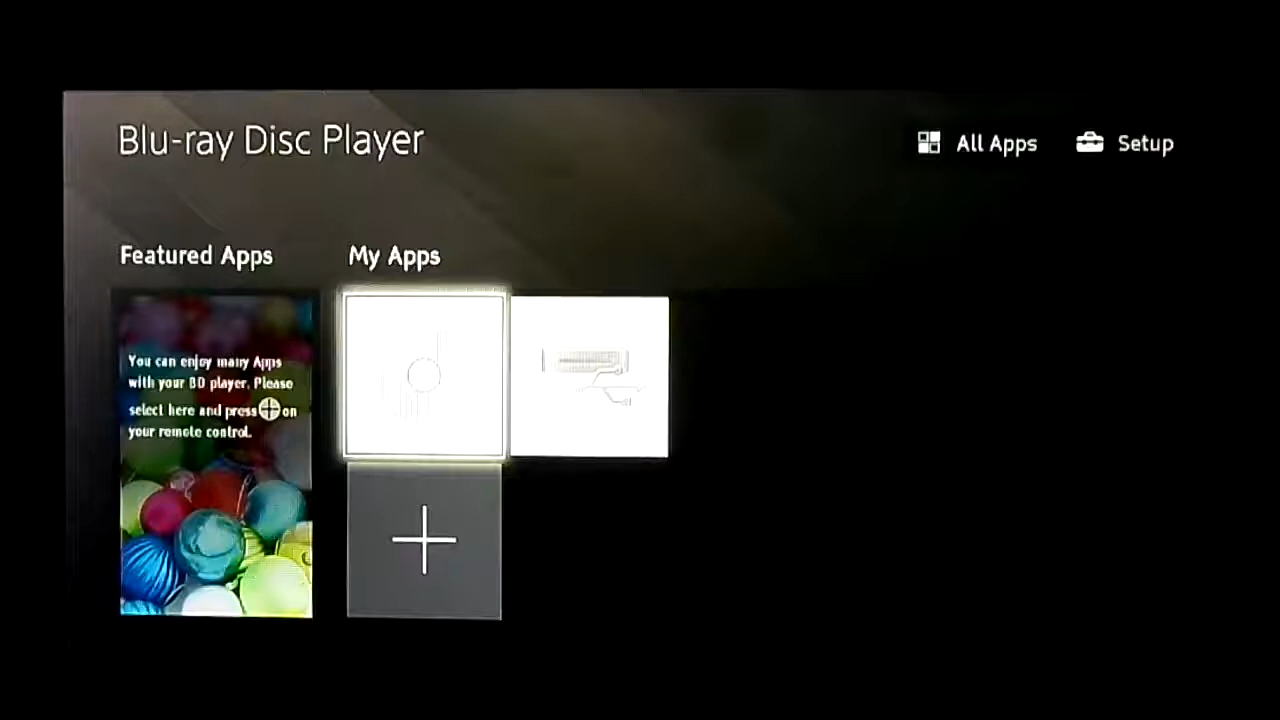 Blu-ray Disc Player
All Apps
Setup
Featured Apps
My Apps
You can enjoy many Apps
with your BD player. Please
select here and press on
your remote control.